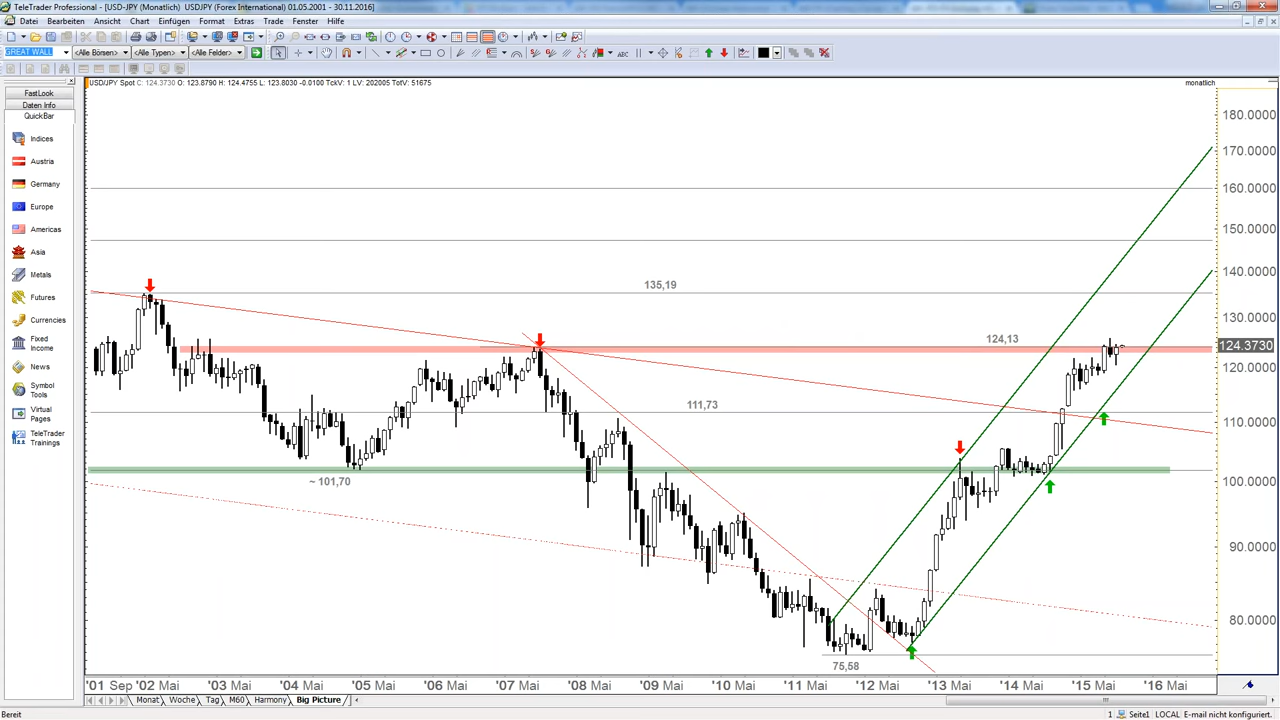 TeleTrader Professional - [USD-JPY (Monatlich) USDJPY (Forex International) 01.05.2001 - 30.11.2016]
Datei Bearbeiten Ansicht Chart Einfügen Format Extras Trade Fenster Hilfe
GREAT WALL <Alle Börsen> <Alle Typen> <Alle Felder>
ABC
USD/JPY Spot C: 124.3730 O: 123.8790 H: 124.4755 L: 123.8030 -0.0100 TckV: 1 LV: 202005 TotV: 51675
monatlich
FastLook
Daten Info
QuickBar
Indices
Austria
Germany
Europe
Americas
Asia
Metals
Futures
Currencies
Fixed
Income
News
Symbol
Tools
Virtual
Pages
TeleTrader
Trainings
180.0000
170.0000
160.0000
150.0000
140.0000
130.0000
124.3730
120.0000
110.0000
100.0000
90.0000
80.0000
135,19
124,13
111,73
~ 101,70
75,58
'01 Sep '02 Mai '03 Mai '04 Mai '05 Mai '06 Mai '07 Mai '08 Mai '09 Mai '10 Mai '11 Mai '12 Mai '13 Mai '14 Mai '15 Mai '16 Mai
Monat Woche Tag M60 Harmony Big Picture
Bereit
1 Seite1 LOCAL E-mail nicht konfiguriert.